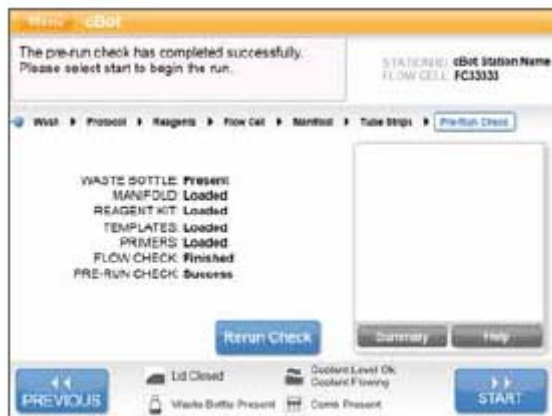 Menu cBot
The pre-run check has completed successfully.
Please select start to begin the run.
STATION ID: cBot Station Name
FLOW CELL: FC33333
Wash Protocol Reagents Flow Cell Manifold Tube Strips Pre-Run Check
WASTE BOTTLE: Present
MANIFOLD: Loaded
REAGENT KIT: Loaded
TEMPLATES: Loaded
PRIMERS: Loaded
FLOW CHECK: Finished
PRE-RUN CHECK: Success
Rerun Check
Summary Help
PREVIOUS
Lid Closed
Waste Bottle Present
Coolant Level Ok
Coolant Flowing
Comb Present
START